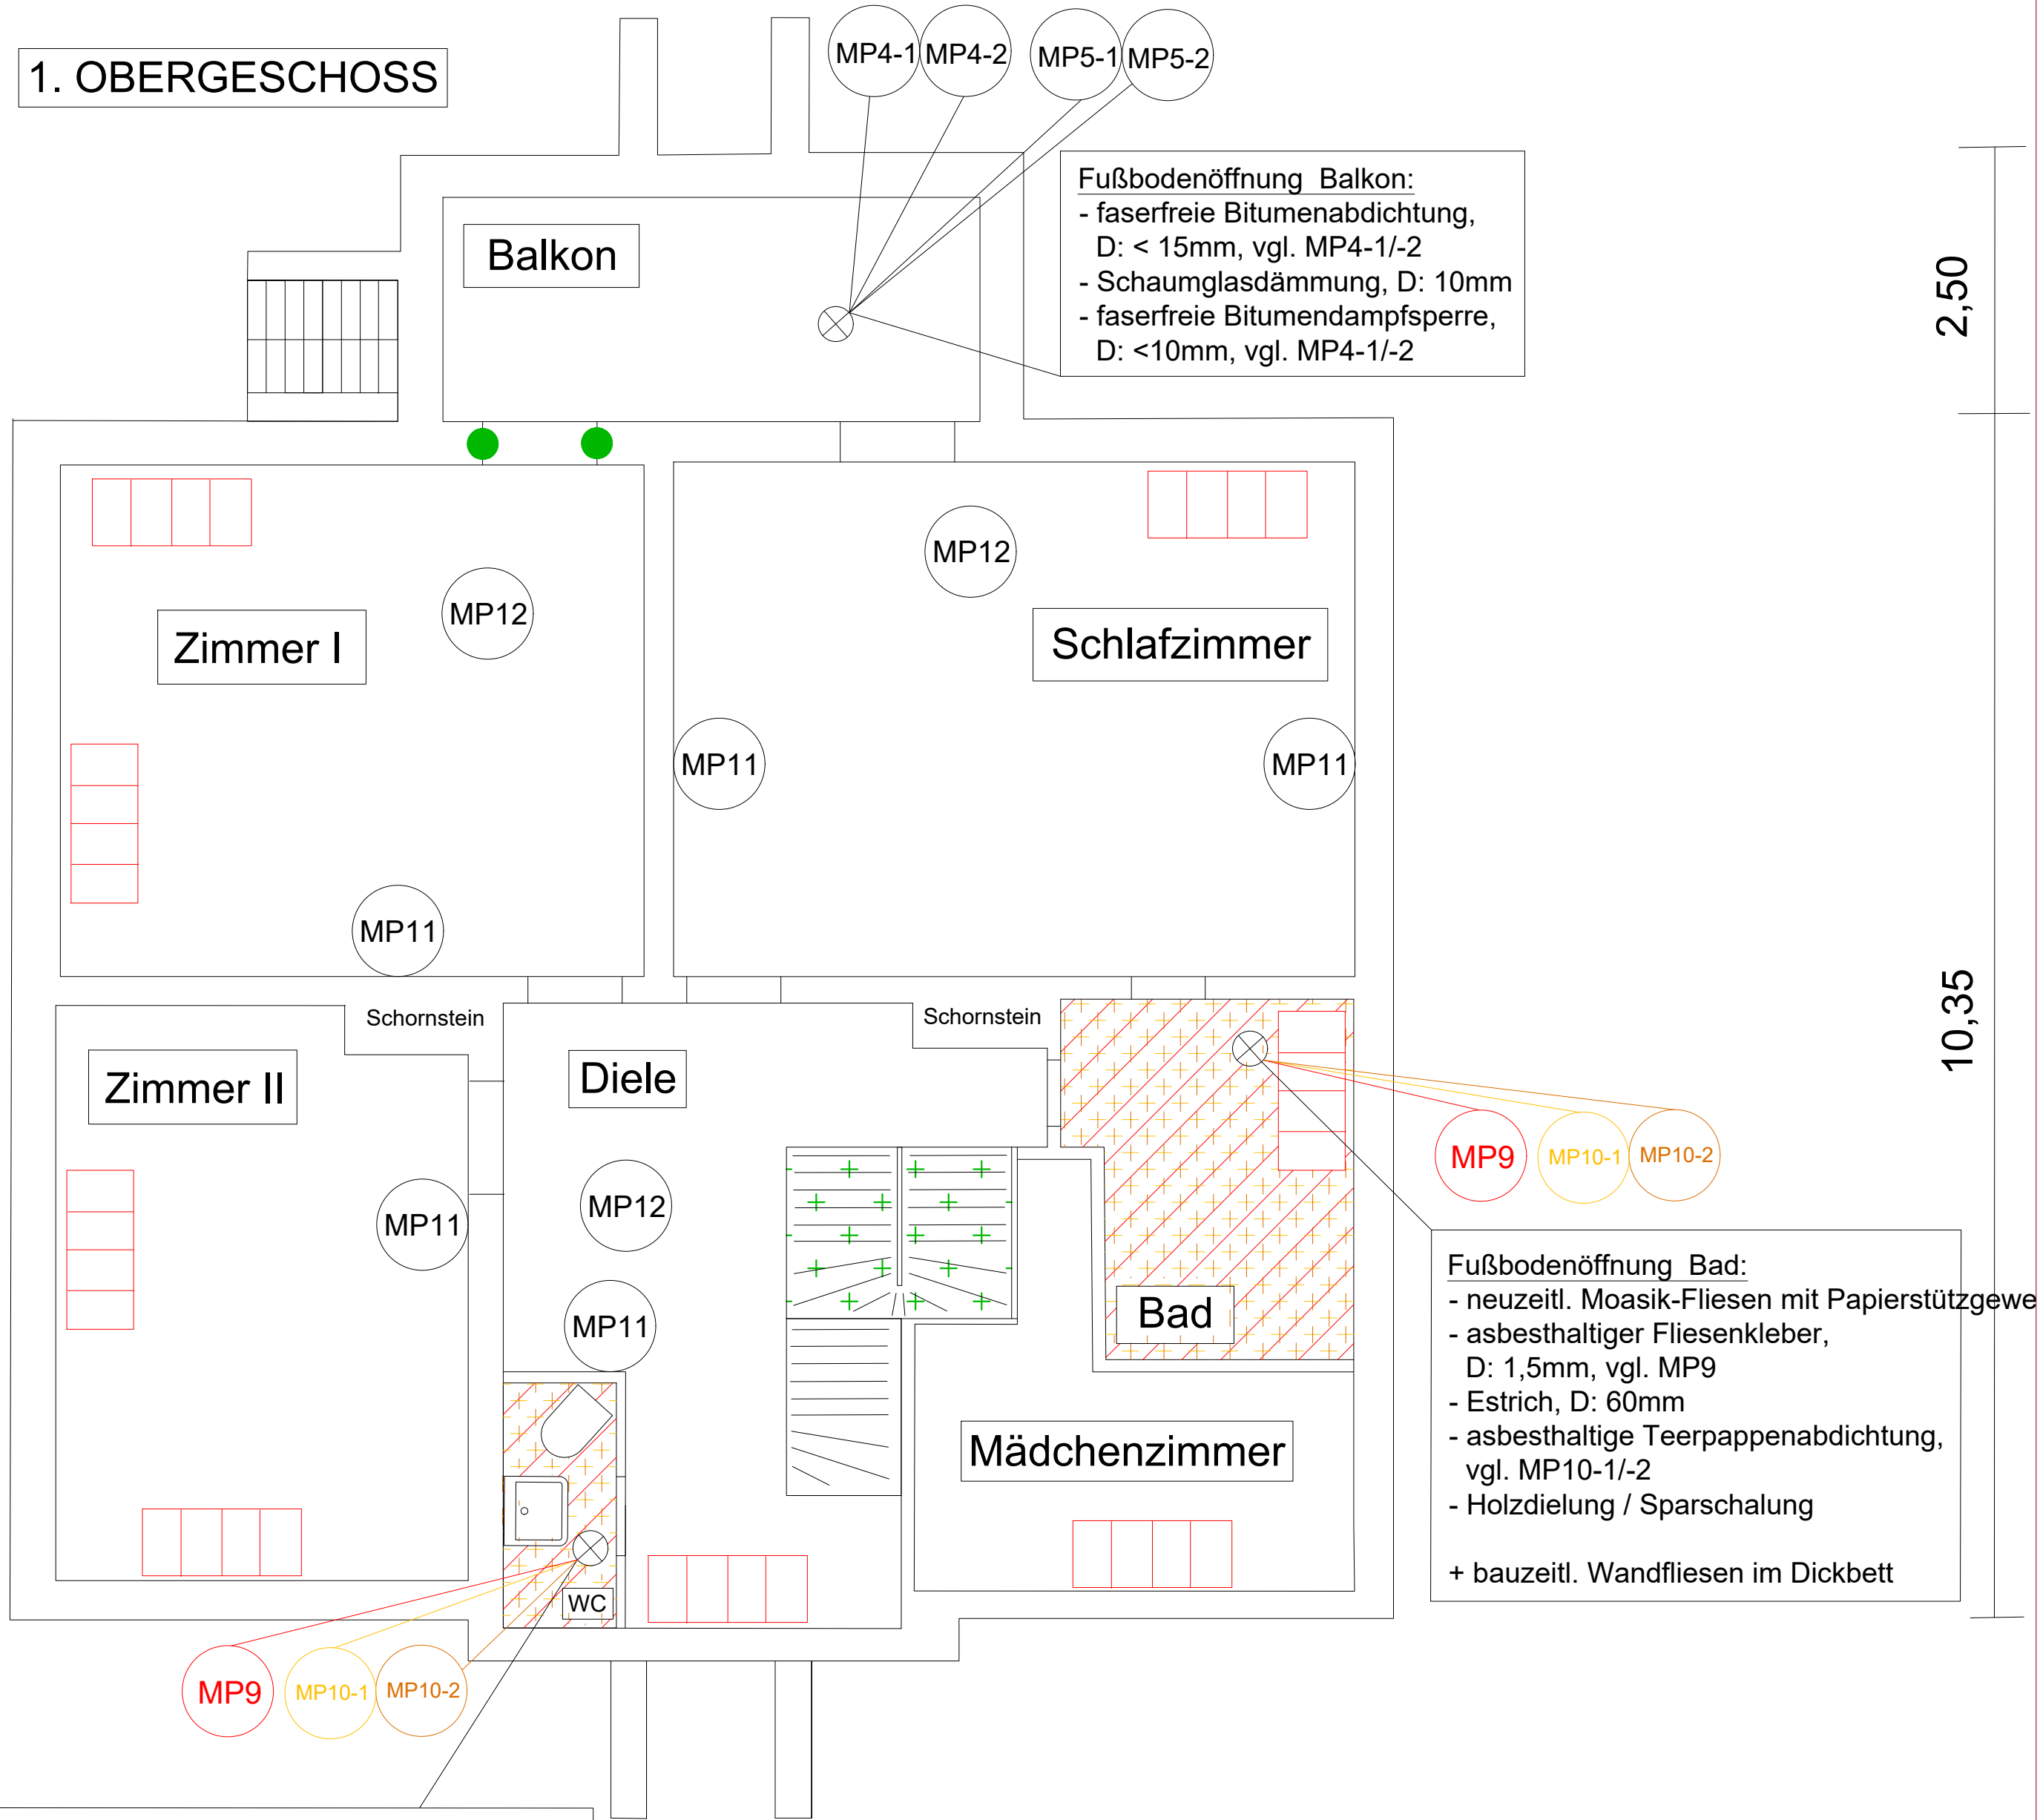 1. OBERGESCHOSS
MP4-1
MP4-2
MP5-1
MP5-2
Fußbodenöffnung Balkon:
- faserfreie Bitumenabdichtung,
D: < 15mm, vgl. MP4-1/-2
- Schaumglasdämmung, D: 10mm
- faserfreie Bitumendampfsperre,
D: <10mm, vgl. MP4-1/-2
2,50
Balkon
MP12
MP12
Zimmer I
Schlafzimmer
MP11
MP11
MP11
10,35
Schornstein
Schornstein
Zimmer II
Diele
MP9
MP10-1
MP10-2
MP11
MP12
MP11
Bad
Fußbodenöffnung Bad:
- neuzeitl. Moasik-Fliesen mit Papierstützgewe
- asbesthaltiger Fliesenkleber,
D: 1,5mm, vgl. MP9
- Estrich, D: 60mm
- asbesthaltige Teerpappenabdichtung,
vgl. MP10-1/-2
- Holzdielung / Sparschalung
+ bauzeitl. Wandfliesen im Dickbett
Mädchenzimmer
WC
MP9
MP10-1
MP10-2